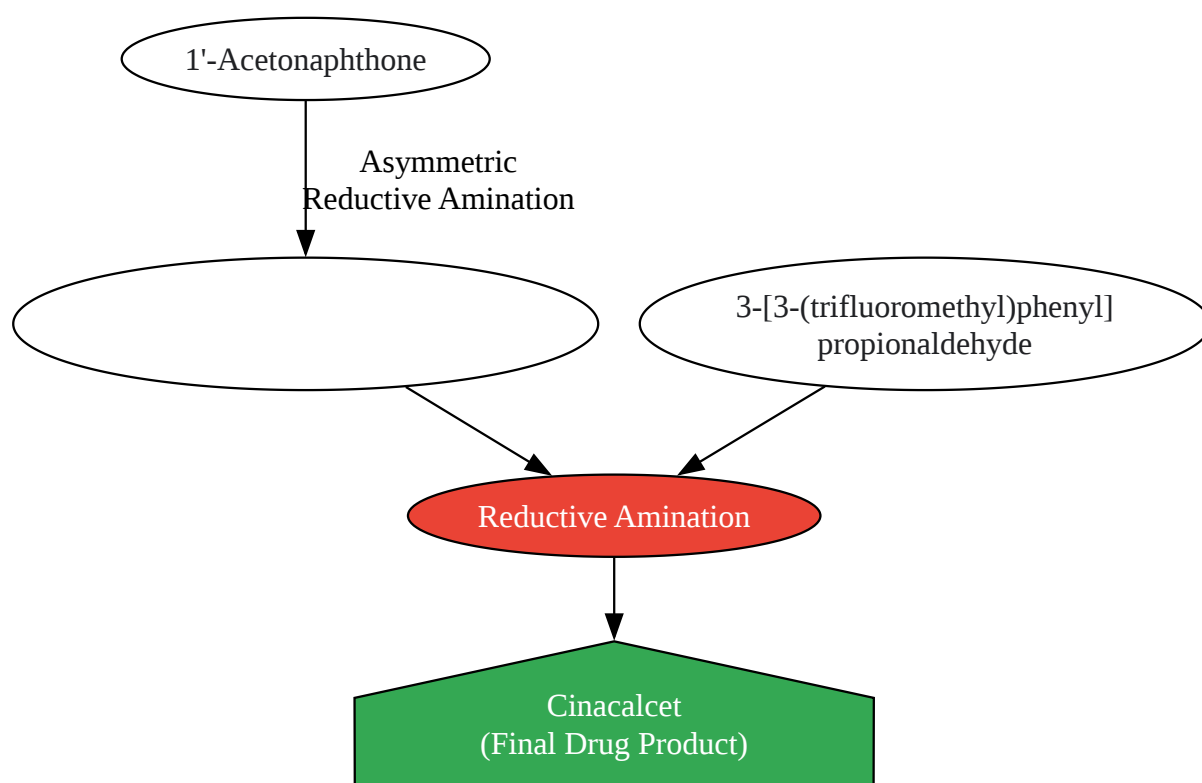 1'-Acetonaphthone
Asymmetric
Reductive Amination
3-[3-(trifluoromethyl)phenyl]
propionaldehyde
Reductive Amination
Cinacalcet
(Final Drug Product)